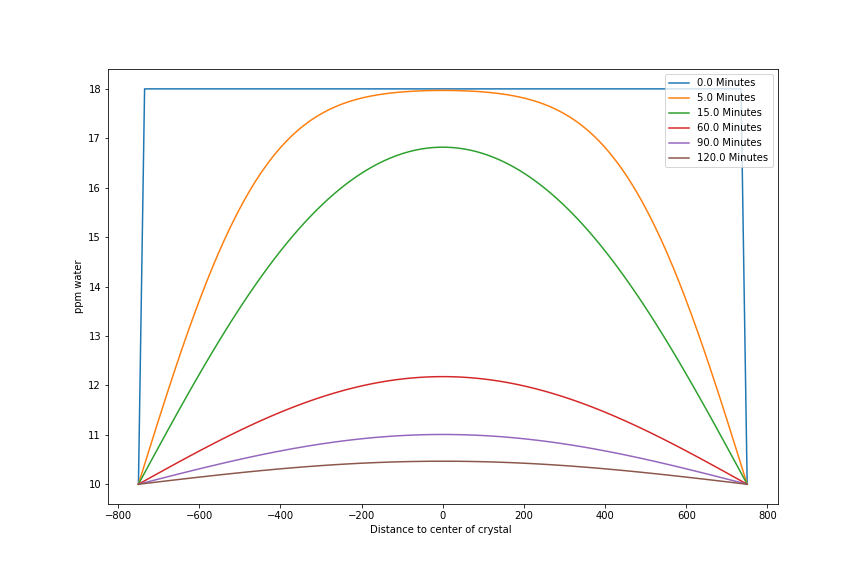 0.0 Minutes
5.0 Minutes
15.0 Minutes
60.0 Minutes
90.0 Minutes
120.0 Minutes
18
17
16
15
14
13
12
11
10
ppm water
−800 −600 −400 −200 0 200 400 600 800
Distance to center of crystal